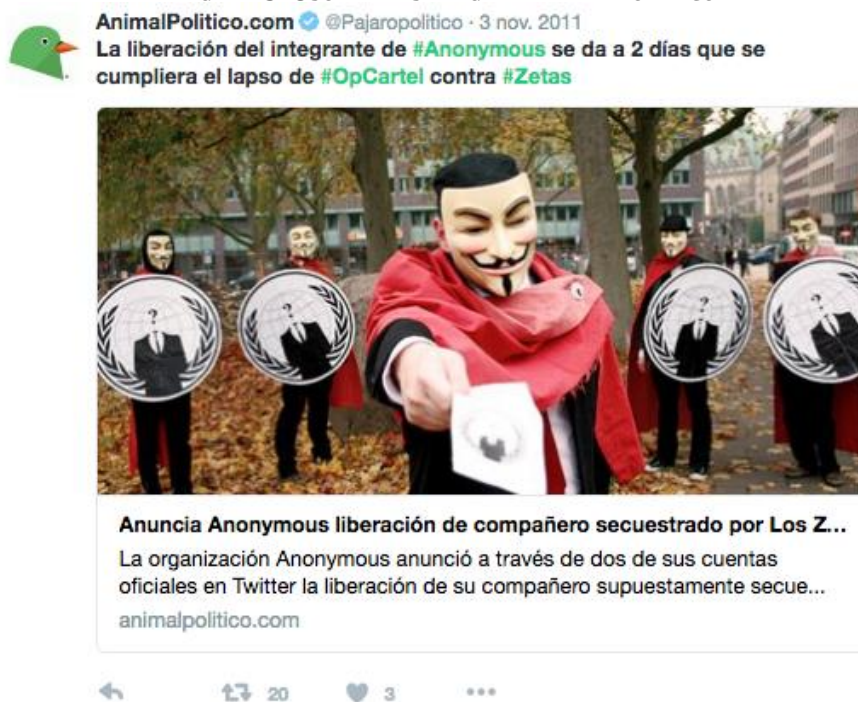 AnimalPolitico.com @Pajaropolitico · 3 nov. 2011
La liberación del integrante de #Anonymous se da a 2 días que se
cumpliera el lapso de #OpCartel contra #Zetas
?
?
?
?
Anuncia Anonymous liberación de compañero secuestrado por Los Z...
La organización Anonymous anunció a través de dos de sus cuentas
oficiales en Twitter la liberación de su compañero supuestamente secue...
animalpolitico.com
20 3